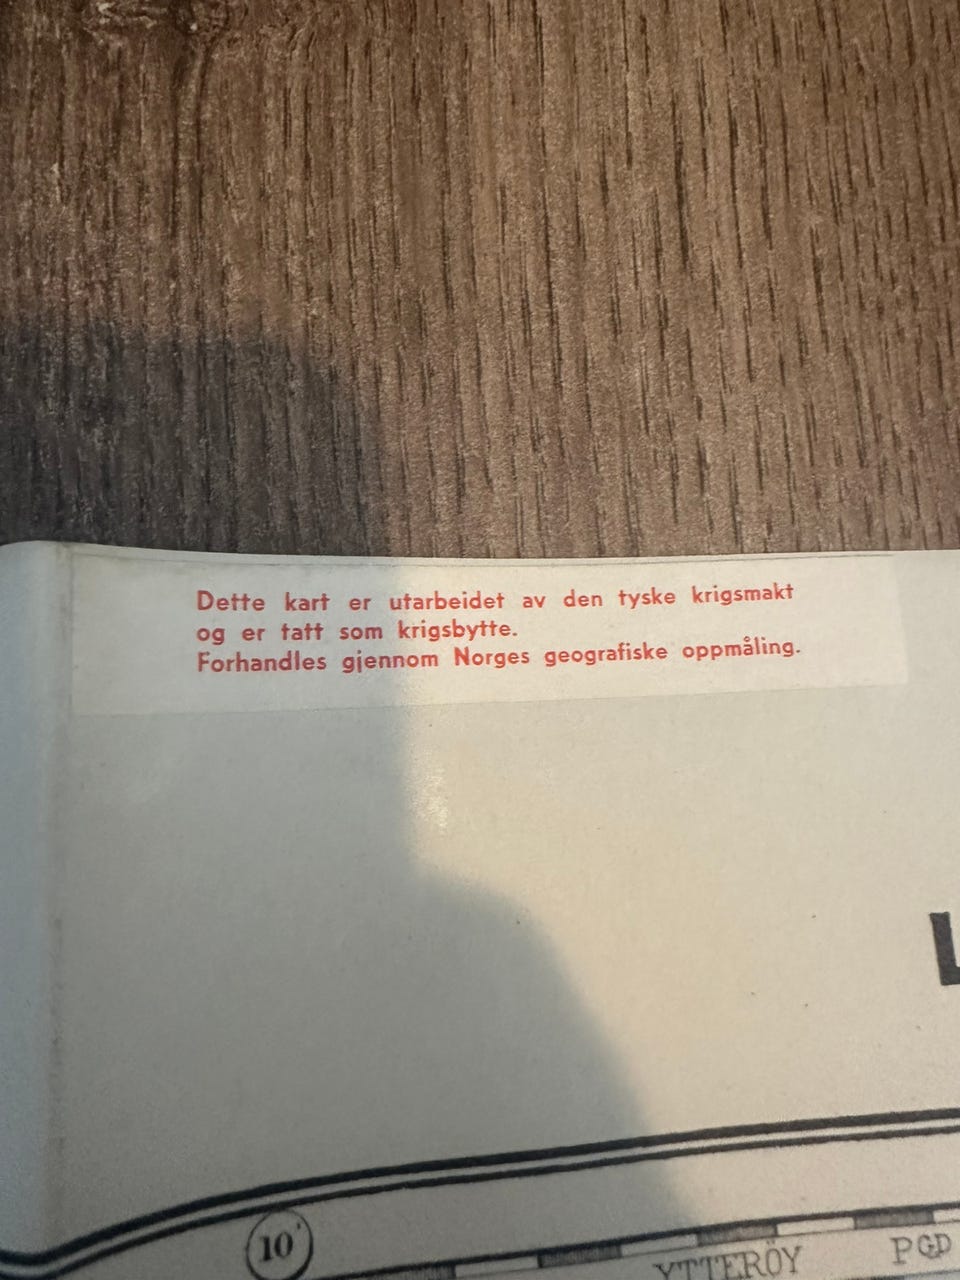 Dette kart er utarbeidet av den tyske krigsmakt
og er tatt som krigsbytte.
Forhandles gjennom Norges geografiske oppmåling.
L
10'
YTTERÖY PGD